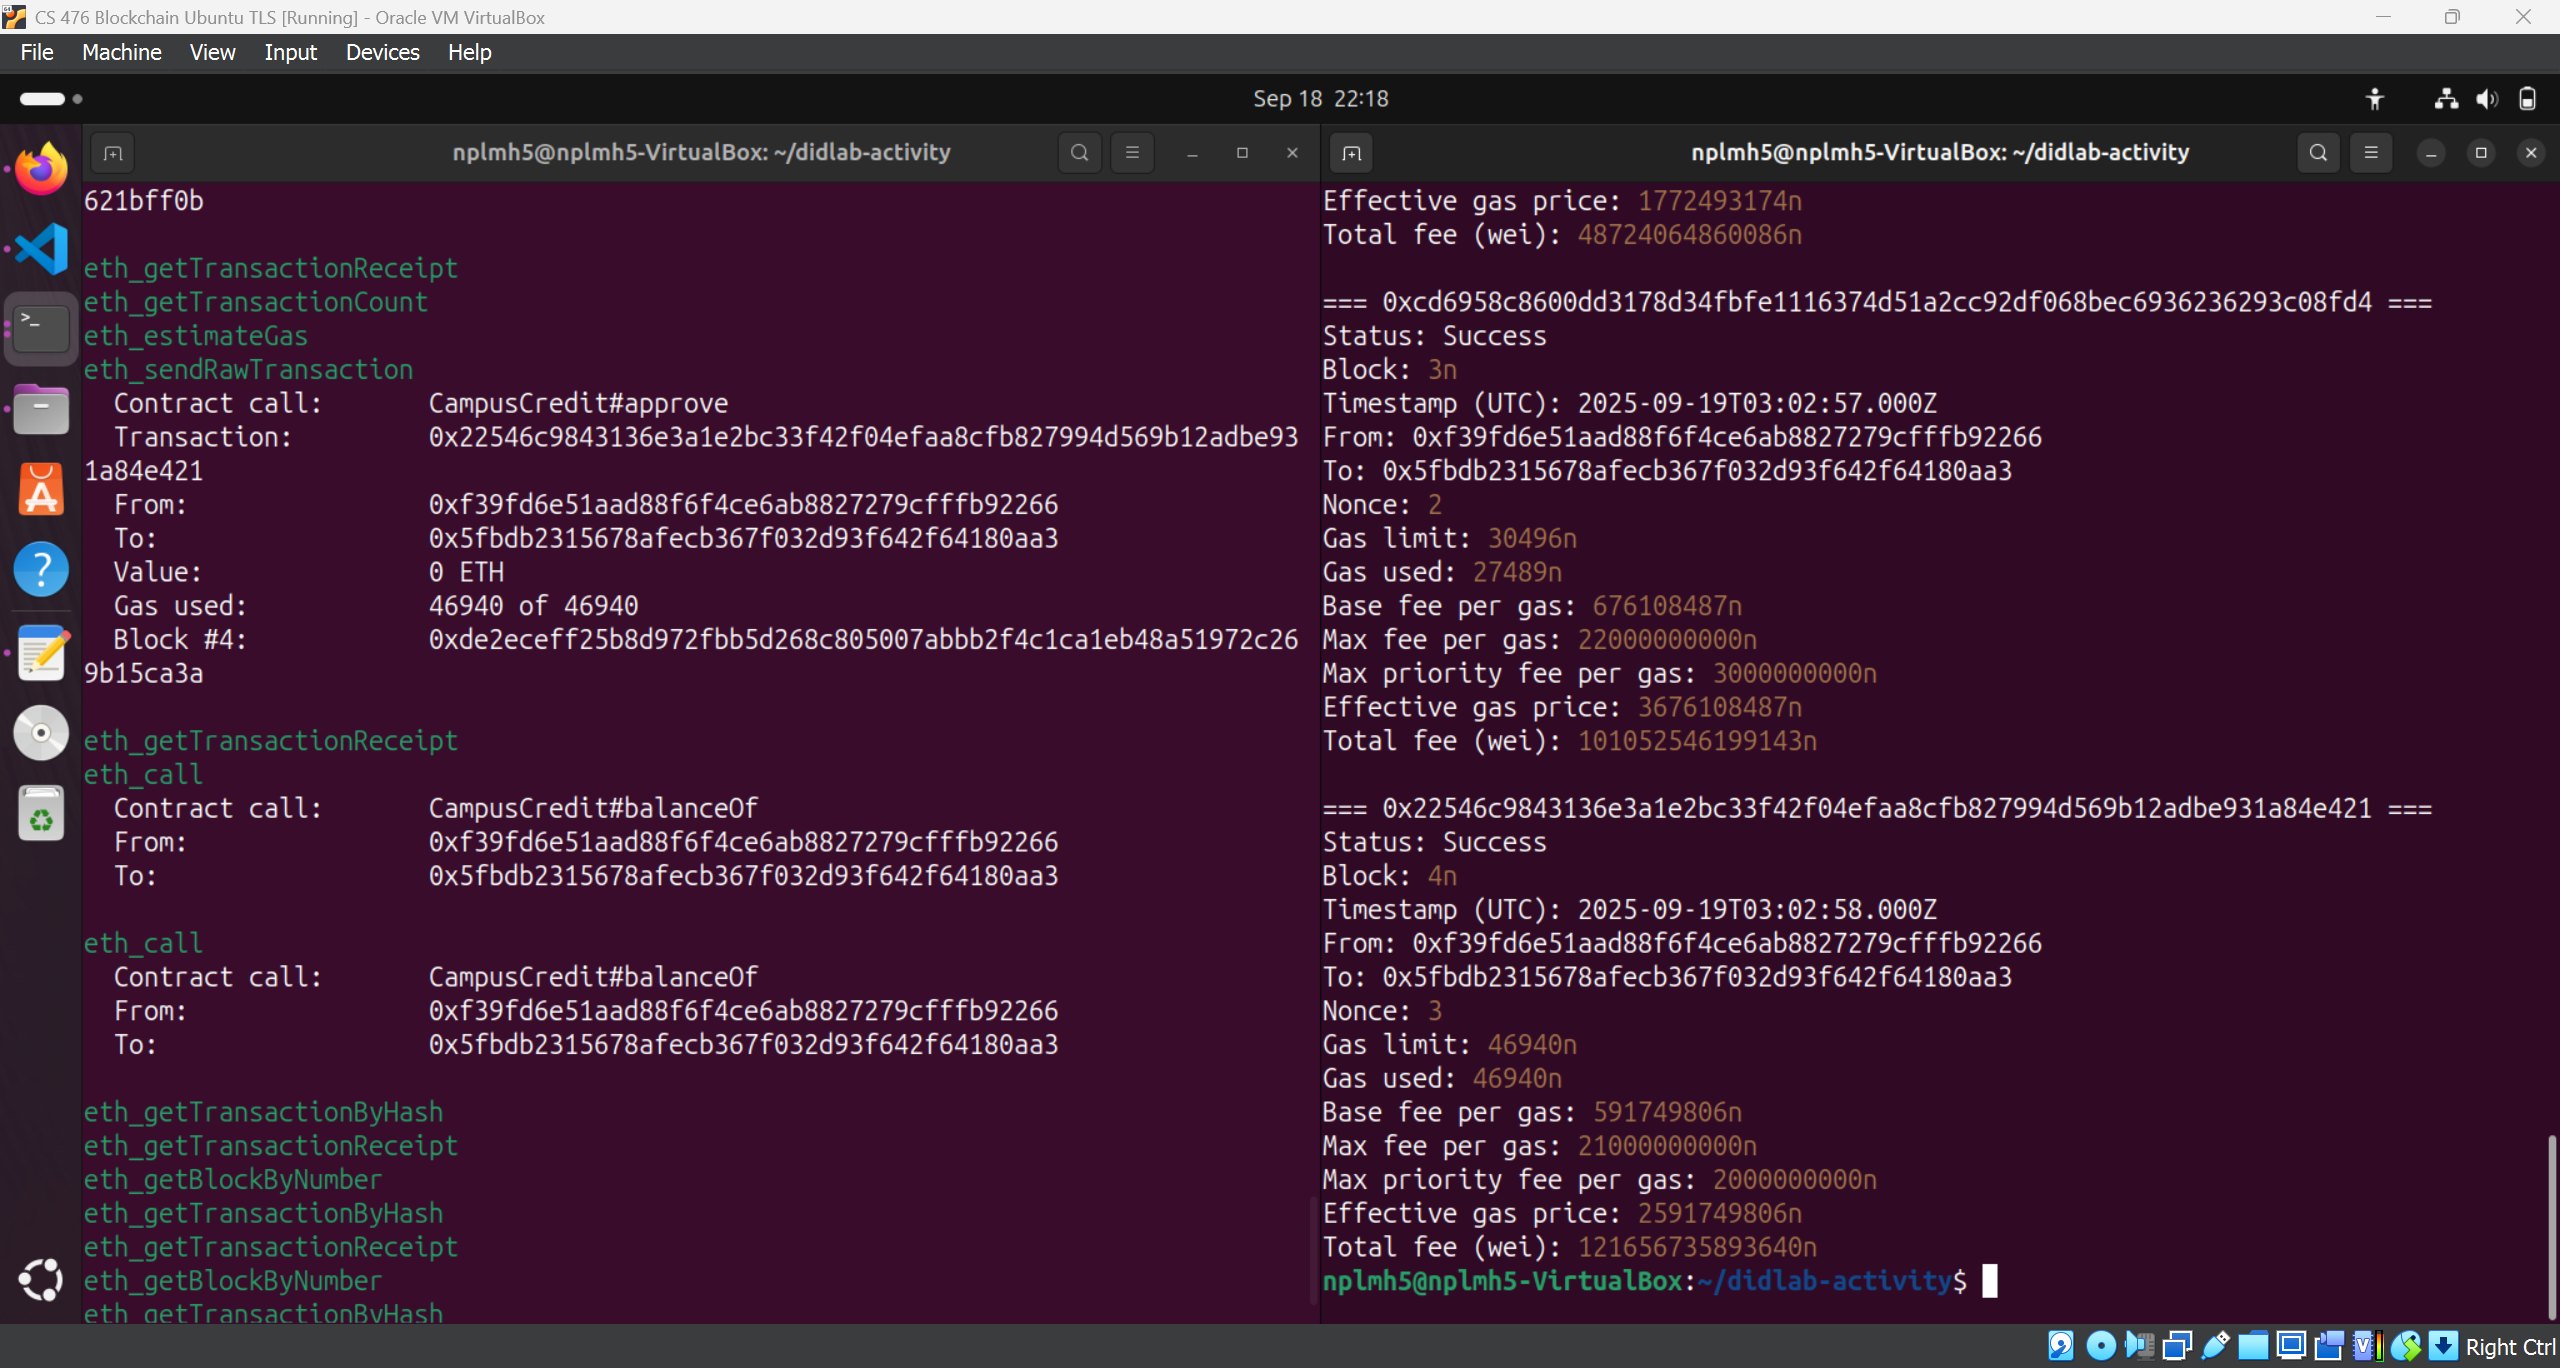 CS 476 Blockchain Ubuntu TLS [Running] - Oracle VM VirtualBox
File Machine View Input Devices Help
Sep 18 22:18
nplmh5@nplmh5-VirtualBox: ~/didlab-activity
621bff0b
eth_getTransactionReceipt
eth_getTransactionCount
eth_estimateGas
eth_sendRawTransaction
Contract call: CampusCredit#approve
Transaction: 0x22546c9843136e3a1e2bc33f42f04efaa8cfb827994d569b12adbe93
1a84e421
From: 0xf39fd6e51aad88f6f4ce6ab8827279cfffb92266
To: 0x5fbdb2315678afecb367f032d93f642f64180aa3
Value: 0 ETH
Gas used: 46940 of 46940
Block #4: 0xde2eceff25b8d972fbb5d268c805007abbb2f4c1ca1eb48a51972c26
9b15ca3a
eth_getTransactionReceipt
eth_call
Contract call: CampusCredit#balanceOf
From: 0xf39fd6e51aad88f6f4ce6ab8827279cfffb92266
To: 0x5fbdb2315678afecb367f032d93f642f64180aa3
eth_call
Contract call: CampusCredit#balanceOf
From: 0xf39fd6e51aad88f6f4ce6ab8827279cfffb92266
To: 0x5fbdb2315678afecb367f032d93f642f64180aa3
eth_getTransactionByHash
eth_getTransactionReceipt
eth_getBlockByNumber
eth_getTransactionByHash
eth_getTransactionReceipt
eth_getBlockByNumber
eth_getTransactionByHash
nplmh5@nplmh5-VirtualBox: ~/didlab-activity
Effective gas price: 1772493174n
Total fee (wei): 48724064860086n
=== 0xcd6958c8600dd3178d34fbfe1116374d51a2cc92df068bec6936236293c08fd4 ===
Status: Success
Block: 3n
Timestamp (UTC): 2025-09-19T03:02:57.000Z
From: 0xf39fd6e51aad88f6f4ce6ab8827279cfffb92266
To: 0x5fbdb2315678afecb367f032d93f642f64180aa3
Nonce: 2
Gas limit: 30496n
Gas used: 27489n
Base fee per gas: 676108487n
Max fee per gas: 22000000000n
Max priority fee per gas: 3000000000n
Effective gas price: 3676108487n
Total fee (wei): 101052546199143n
=== 0x22546c9843136e3a1e2bc33f42f04efaa8cfb827994d569b12adbe931a84e421 ===
Status: Success
Block: 4n
Timestamp (UTC): 2025-09-19T03:02:58.000Z
From: 0xf39fd6e51aad88f6f4ce6ab8827279cfffb92266
To: 0x5fbdb2315678afecb367f032d93f642f64180aa3
Nonce: 3
Gas limit: 46940n
Gas used: 46940n
Base fee per gas: 591749806n
Max fee per gas: 21000000000n
Max priority fee per gas: 2000000000n
Effective gas price: 2591749806n
Total fee (wei): 121656735893640n
nplmh5@nplmh5-VirtualBox:~/didlab-activity$
Right Ctrl